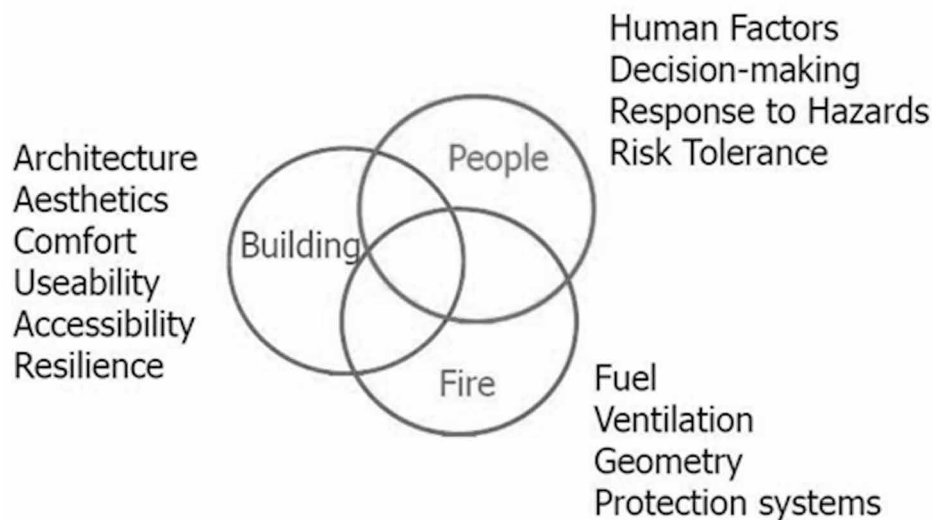 Human Factors
Decision-making
Response to Hazards
Risk Tolerance
People
Architecture
Aesthetics
Comfort
Useability
Accessibility
Resilience
Building
Fire
Fuel
Ventilation
Geometry
Protection systems